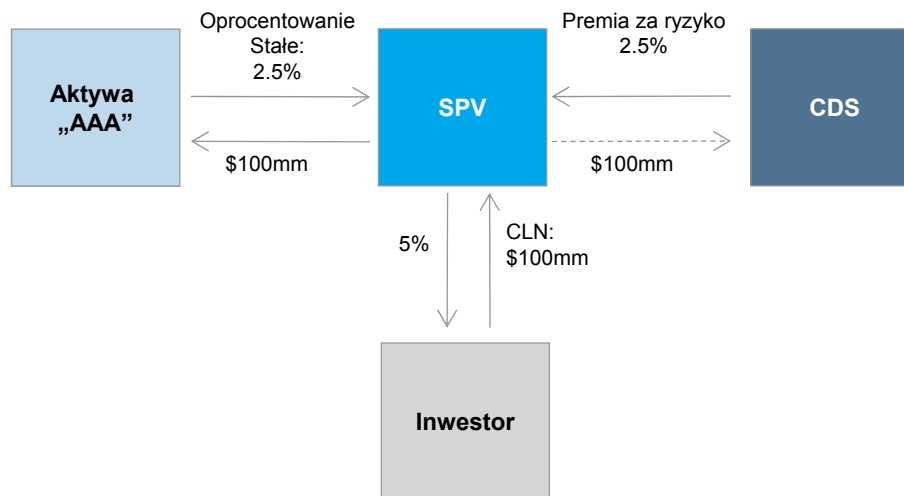 Oprocentowanie
Stałe:
2.5%
Premia za ryzyko
2.5%
Aktywa
„AAA”
SPV
CDS
$100mm
$100mm
5%
CLN:
$100mm
Inwestor